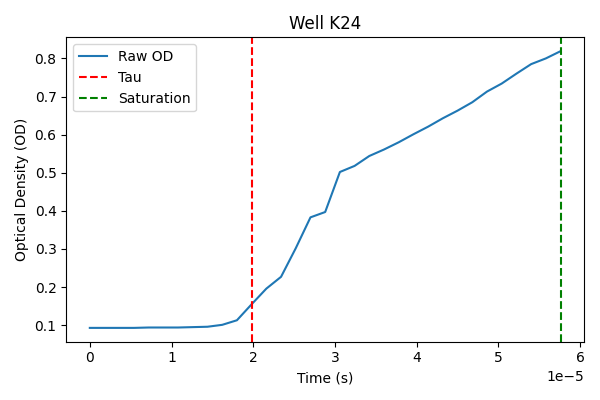 Well K24
Raw OD
Tau
Saturation
Optical Density (OD)
0.8
0.7
0.6
0.5
0.4
0.3
0.2
0.1
0 1 2 3 4 5 6
1e−5
Time (s)